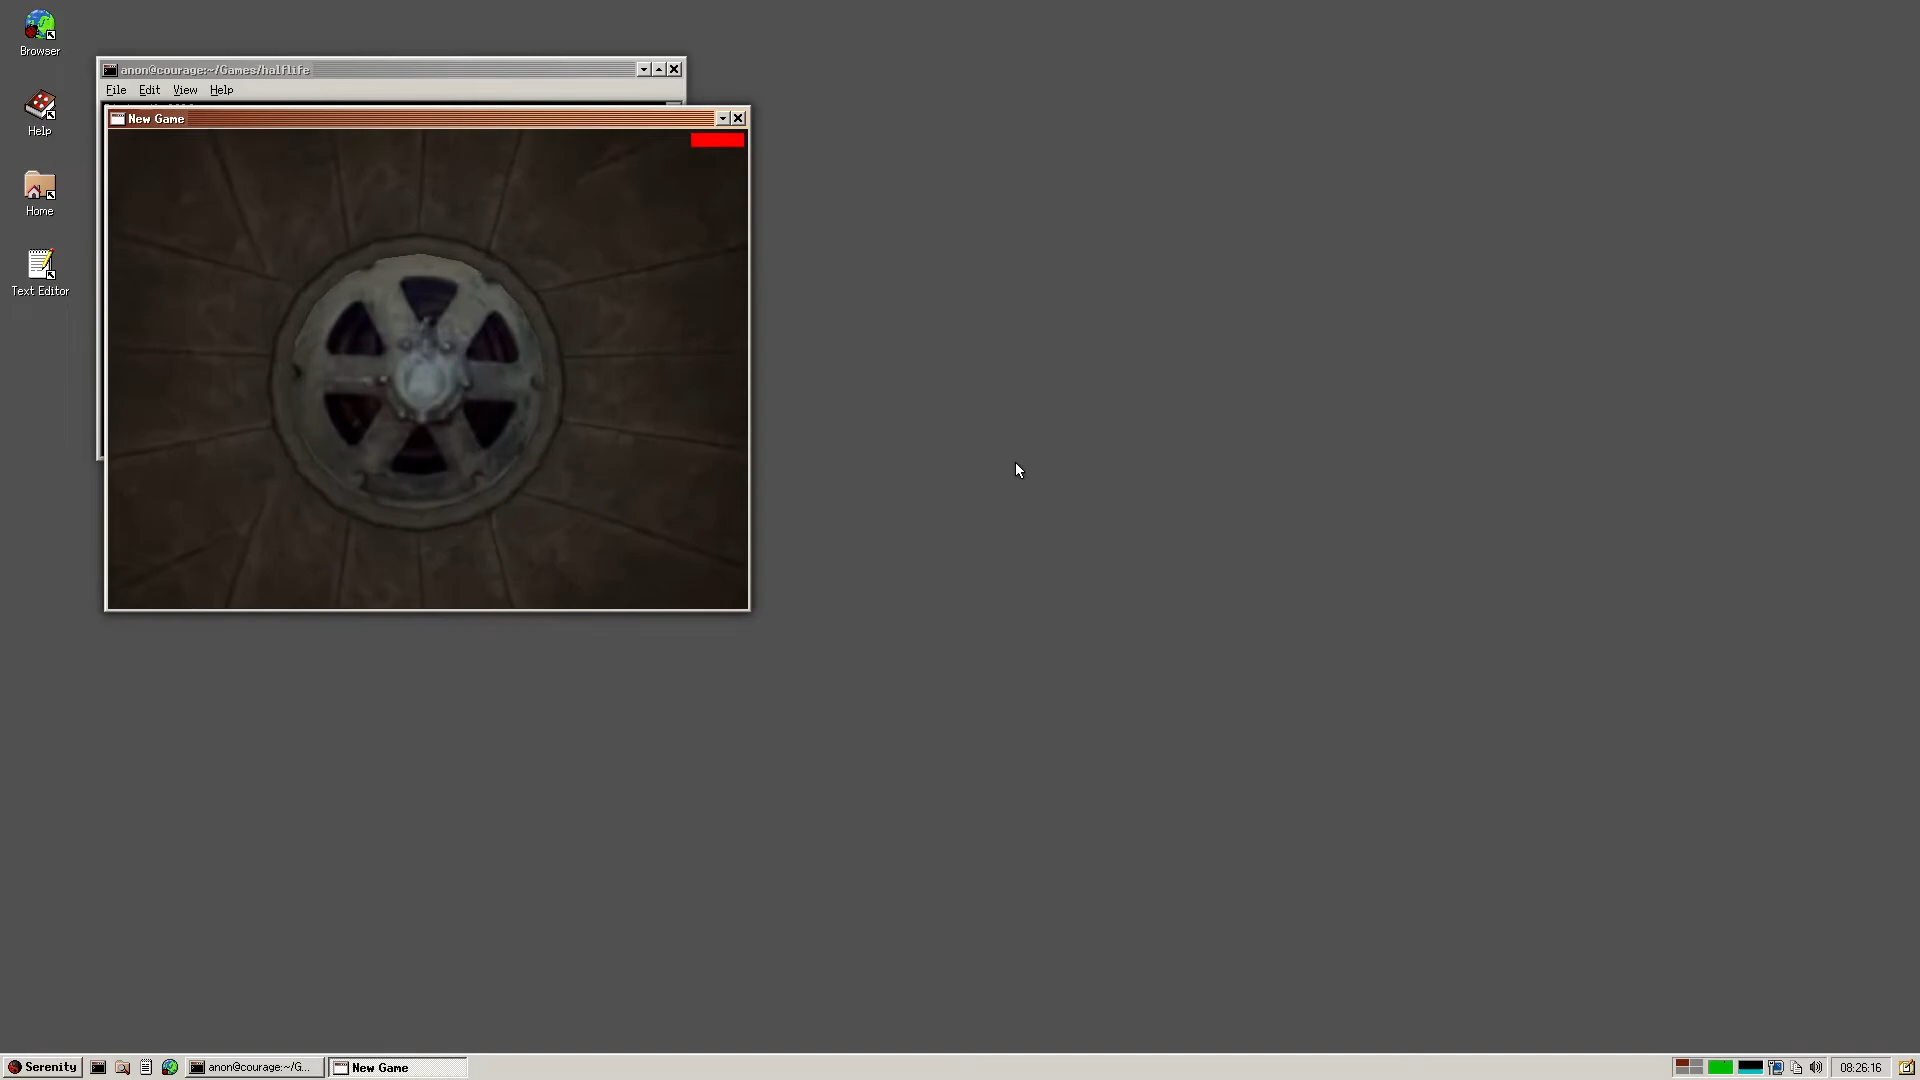 Browser
Help
Home
Text Editor
anon@courage:~/Games/halflife
File Edit View Help
New Game
Serenity
anon@courage:~/G...
New Game
08:26:16